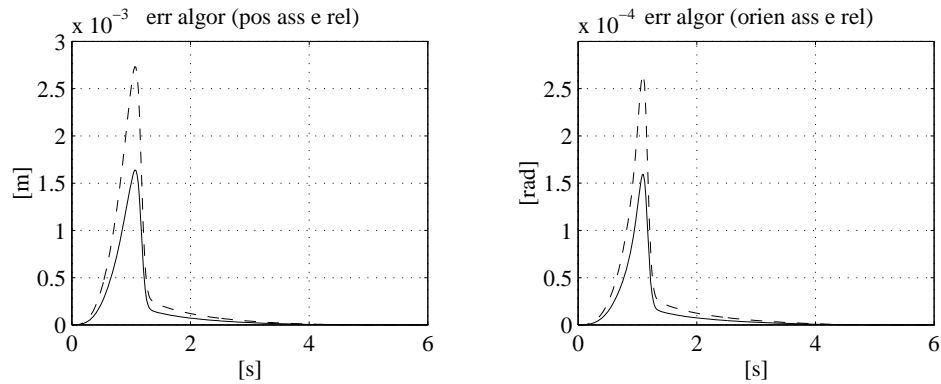 err algor (pos ass e rel)
x 10⁻³
3
2.5
2
1.5
1
0.5
0
[m]
0 2 4 6
[s]
err algor (orien ass e rel)
x 10⁻⁴
3
2.5
2
1.5
1
0.5
0
[rad]
0 2 4 6
[s]